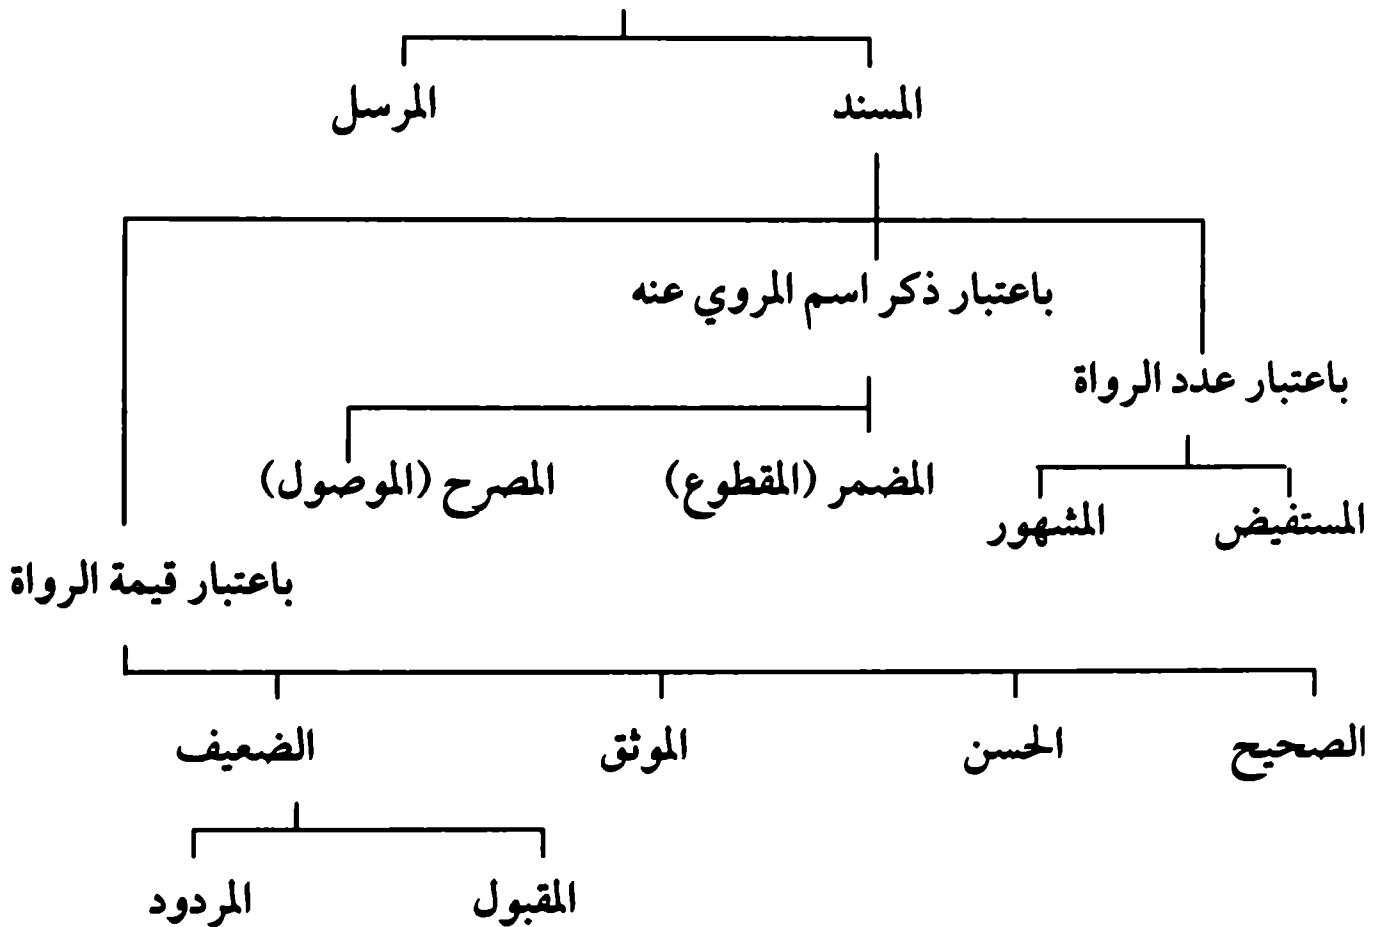 المسند المرسل
باعتبار ذكر اسم المروي عنه
باعتبار عدد الرواة
المضمر (المقطوع) المصرح (الموصول)
المستفيض المشهور
باعتبار قيمة الرواة
الصحيح الحسن الموثق الضعيف
المقبول المردود